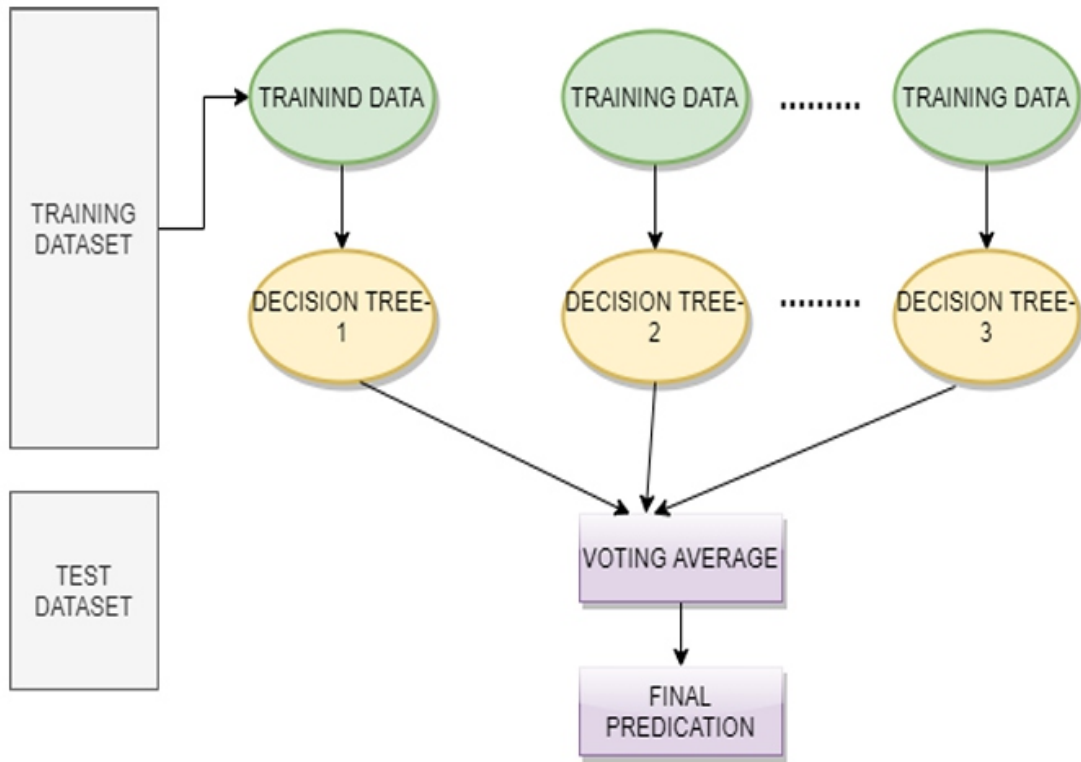 TRAINING
DATASET
TRAININD DATA
TRAINING DATA
TRAINING DATA
DECISION TREE-
1
DECISION TREE-
2
DECISION TREE-
3
TEST
DATASET
VOTING AVERAGE
FINAL
PREDICATION